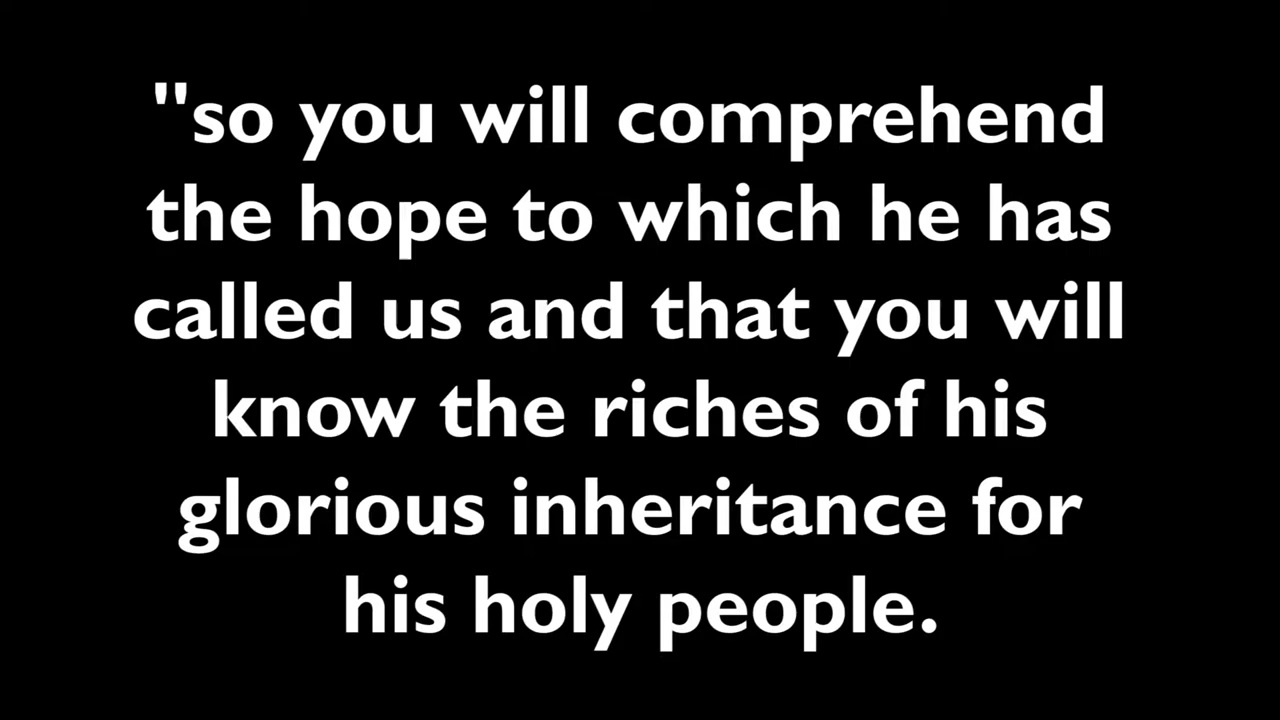 "so you will comprehend
the hope to which he has
called us and that you will
know the riches of his
glorious inheritance for
his holy people.